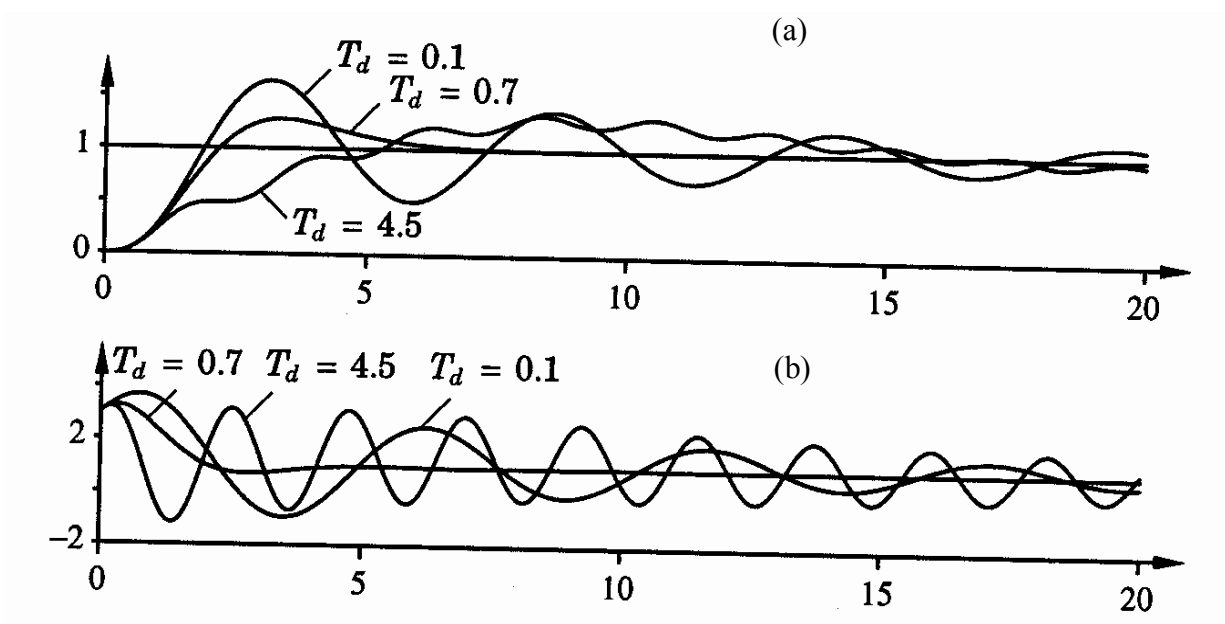 (a)
T_d = 0.1
T_d = 0.7
1
T_d = 4.5
0
0 5 10 15 20
T_d = 0.7 T_d = 4.5 T_d = 0.1 (b)
2
−2
0 5 10 15 20